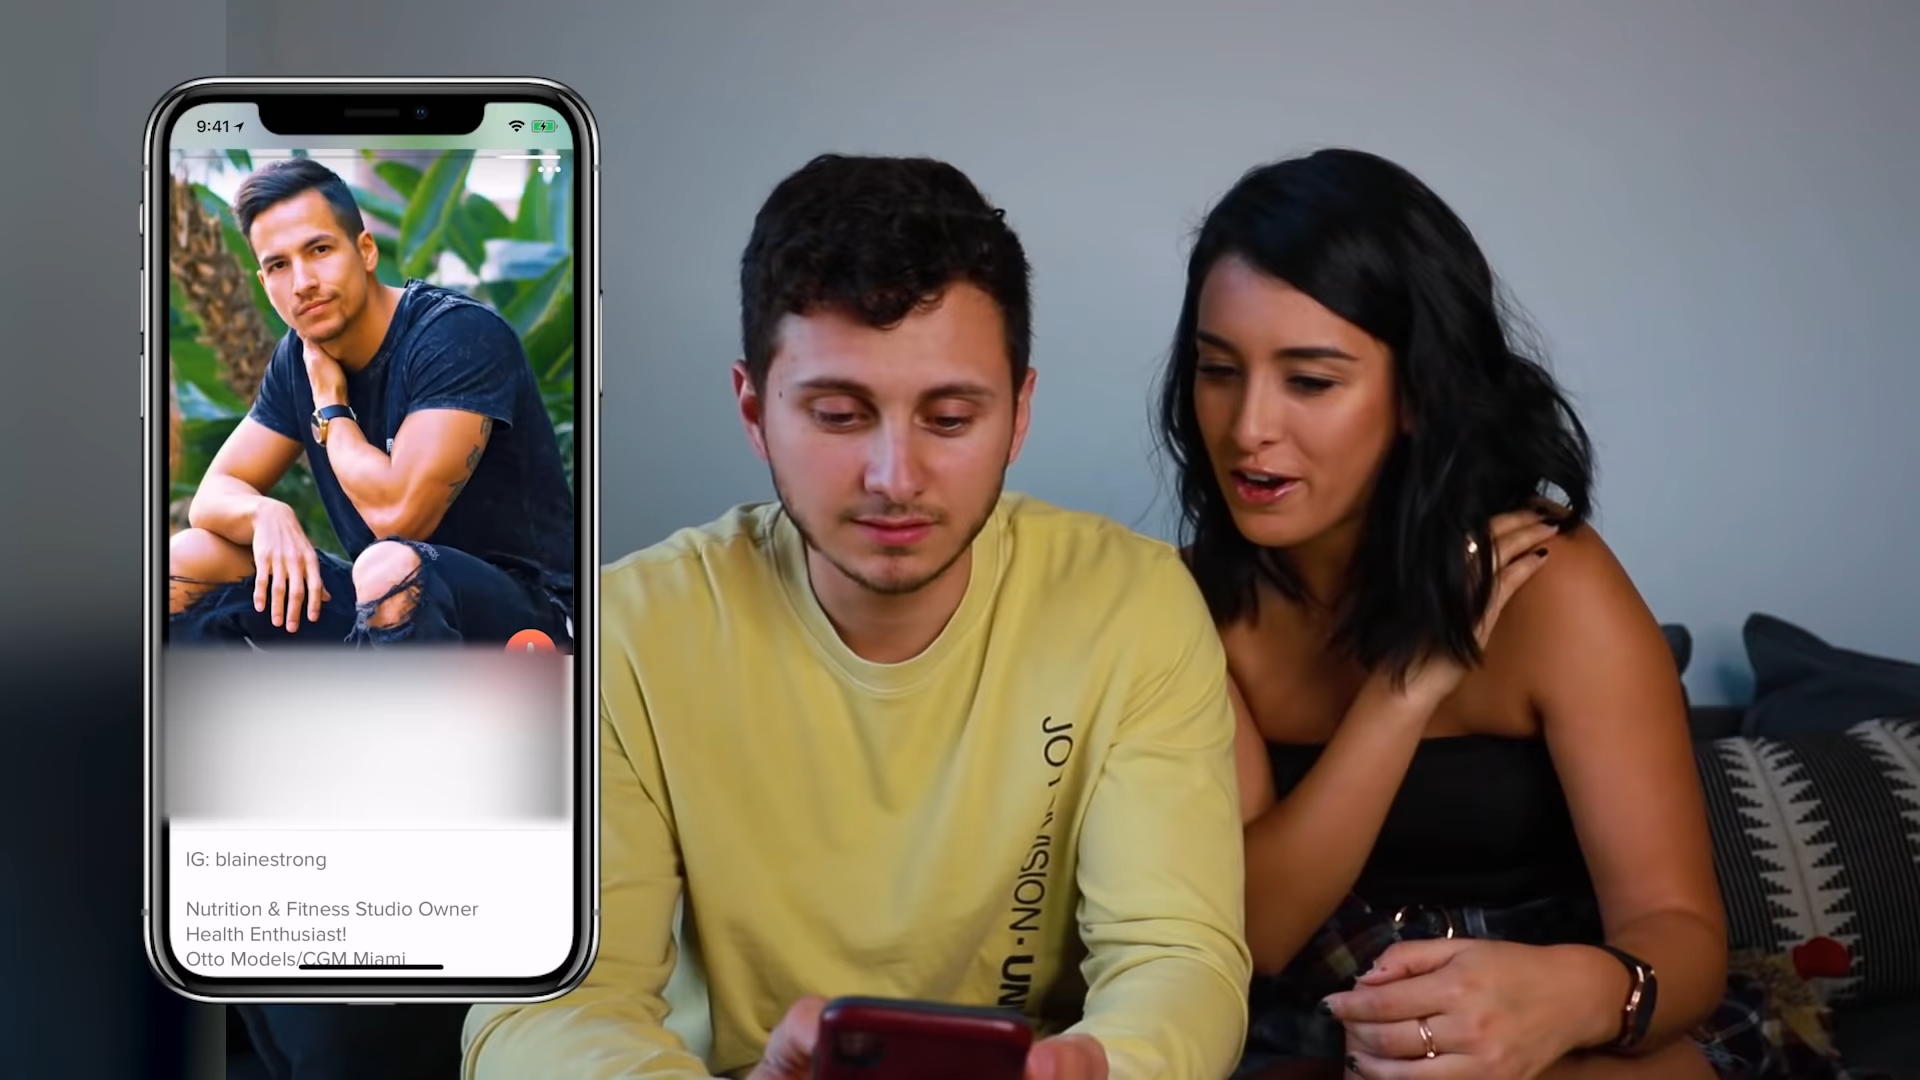 9:41
IG: blainestrong
Nutrition & Fitness Studio Owner
Health Enthusiast!
Otto Models/CGM Miami